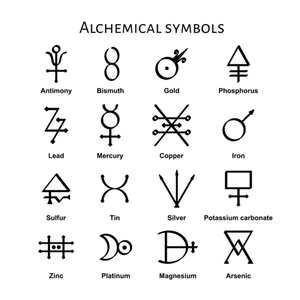 Alchemical symbols
Antimony Bismuth Gold Phosphorus
Lead Mercury Copper Iron
Sulfur Tin Silver Potassium carbonate
Zinc Platinum Magnesium Arsenic